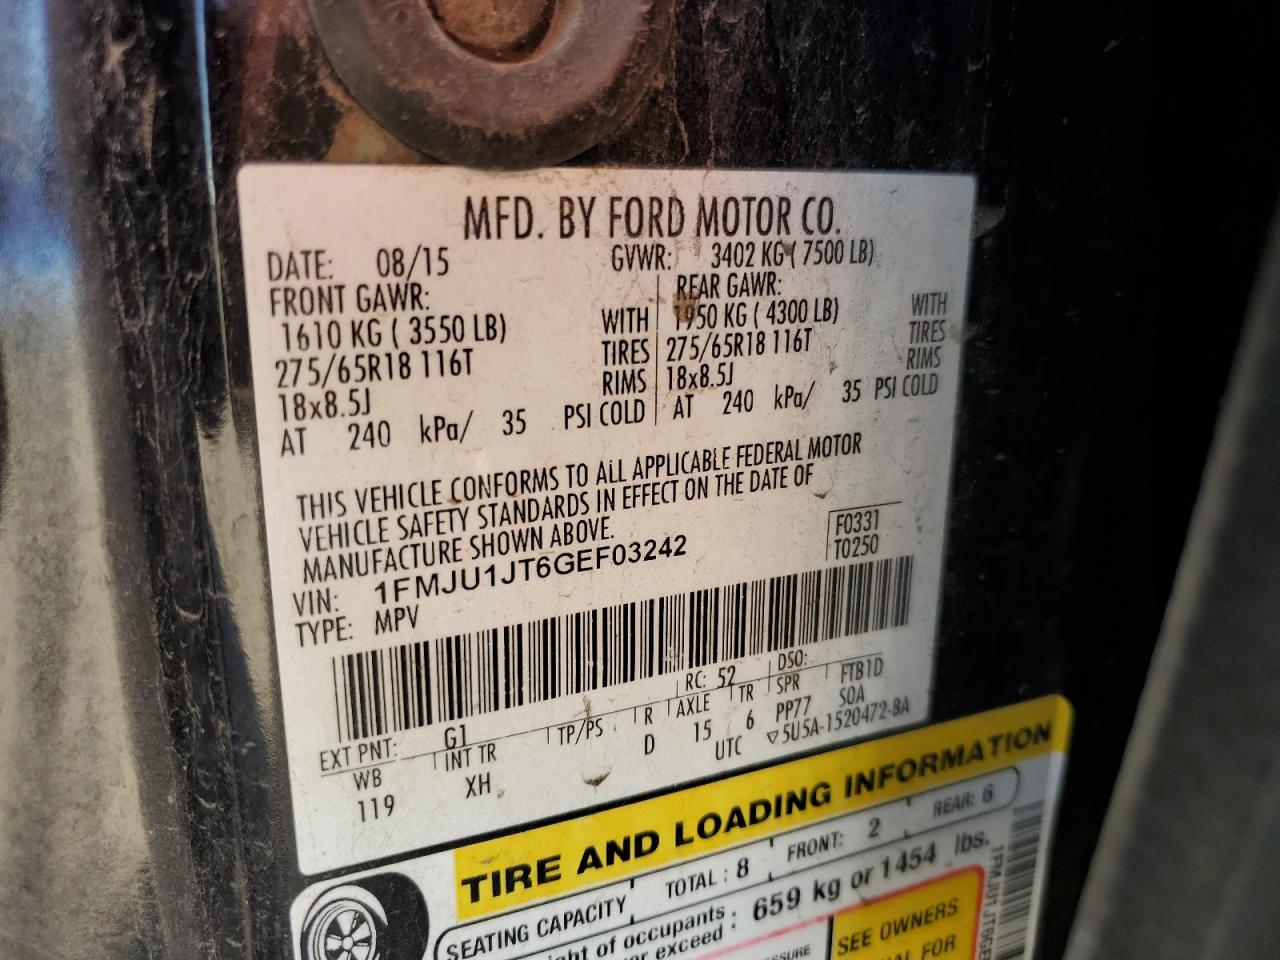 MFD. BY FORD MOTOR CO.
DATE: 08/15 GVWR: 3402 KG ( 7500 LB)
FRONT GAWR: REAR GAWR:
1610 KG ( 3550 LB) WITH 1950 KG ( 4300 LB) WITH
275/65R18 116T TIRES 275/65R18 116T TIRES
18x8.5J RIMS 18x8.5J RIMS
AT 240 kPa/ 35 PSI COLD AT 240 kPa/ 35 PSI COLD
THIS VEHICLE CONFORMS TO ALL APPLICABLE FEDERAL MOTOR
VEHICLE SAFETY STANDARDS IN EFFECT ON THE DATE OF
MANUFACTURE SHOWN ABOVE.
F0331
T0250
VIN: 1FMJU1JT6GEF03242
TYPE: MPV
EXT PNT: G1 RC: 52 DSO:
WB INT TR TP/PS R AXLE TR SPR FTB1D
119 XH D 15 6 PP77 SOA
UTC ▽5U5A-1520472-BA
TIRE AND LOADING INFORMATION
SEATING CAPACITY TOTAL : 8 FRONT: 2 REAR: 6
of occupants
exceed : 659 kg or 1454 lbs.
SEE OWNERS
FOR